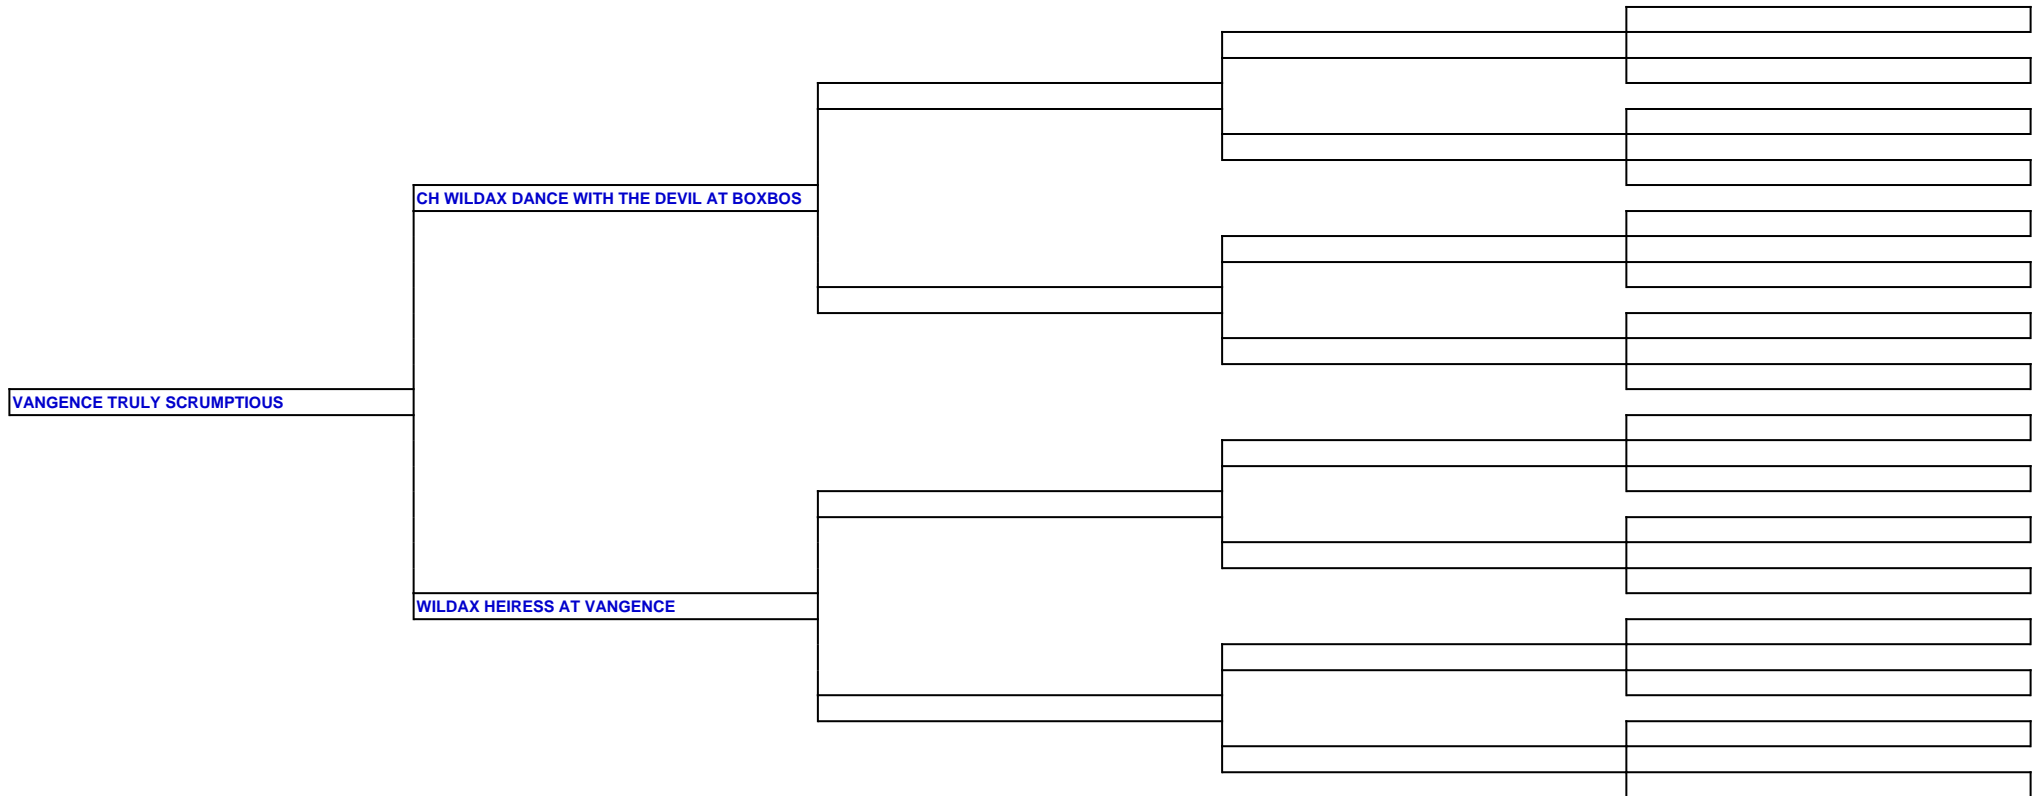 CH WILDAX DANCE WITH THE DEVIL AT BOXBOS
VANGENCE TRULY SCRUMPTIOUS
WILDAX HEIRESS AT VANGENCE